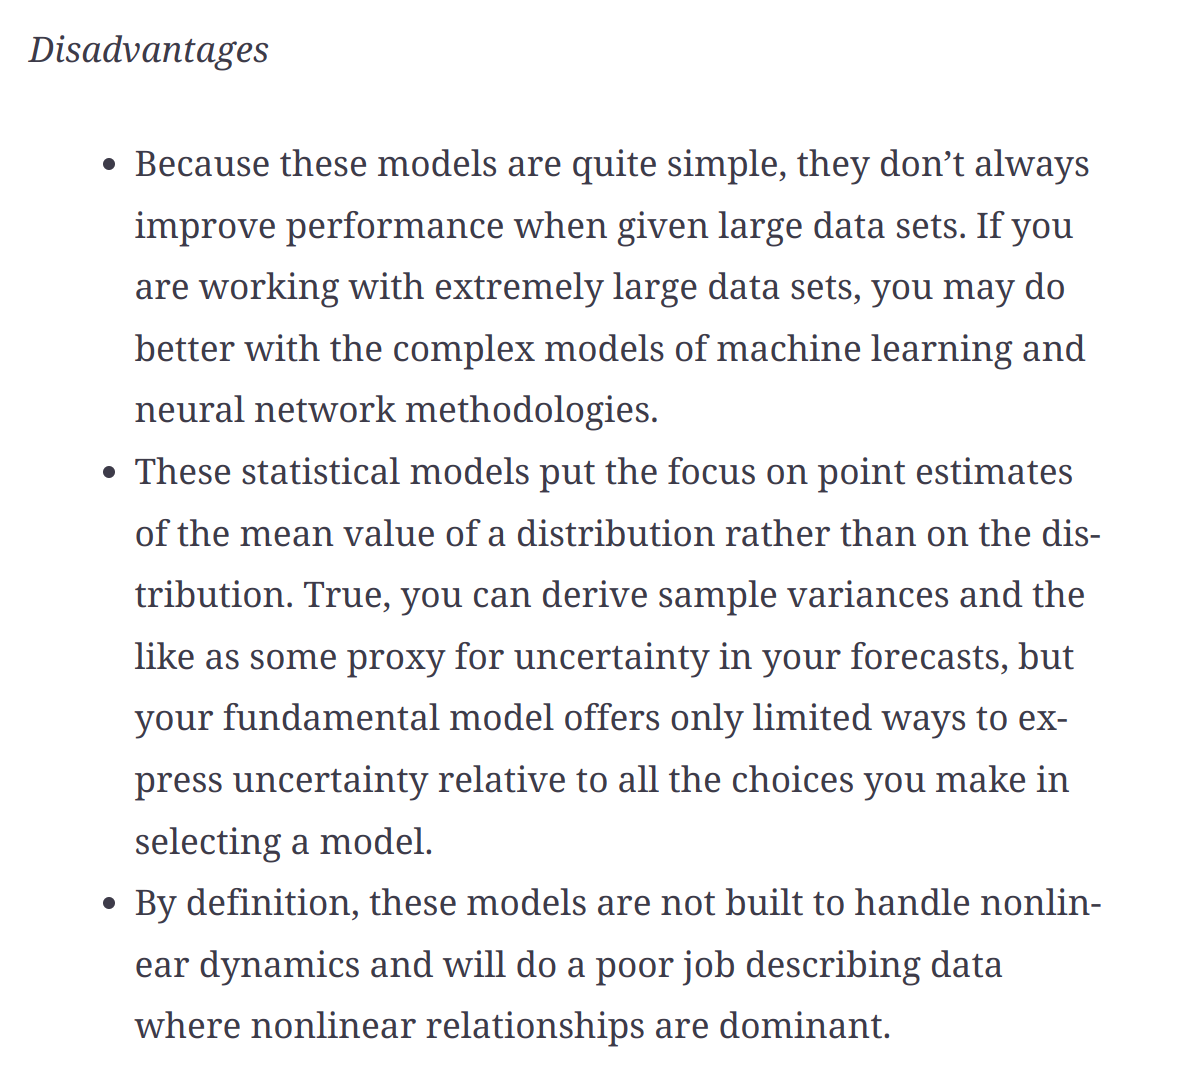 Disadvantages
• Because these models are quite simple, they don’t always
improve performance when given large data sets. If you
are working with extremely large data sets, you may do
better with the complex models of machine learning and
neural network methodologies.
• These statistical models put the focus on point estimates
of the mean value of a distribution rather than on the dis-
tribution. True, you can derive sample variances and the
like as some proxy for uncertainty in your forecasts, but
your fundamental model offers only limited ways to ex-
press uncertainty relative to all the choices you make in
selecting a model.
• By definition, these models are not built to handle nonlin-
ear dynamics and will do a poor job describing data
where nonlinear relationships are dominant.